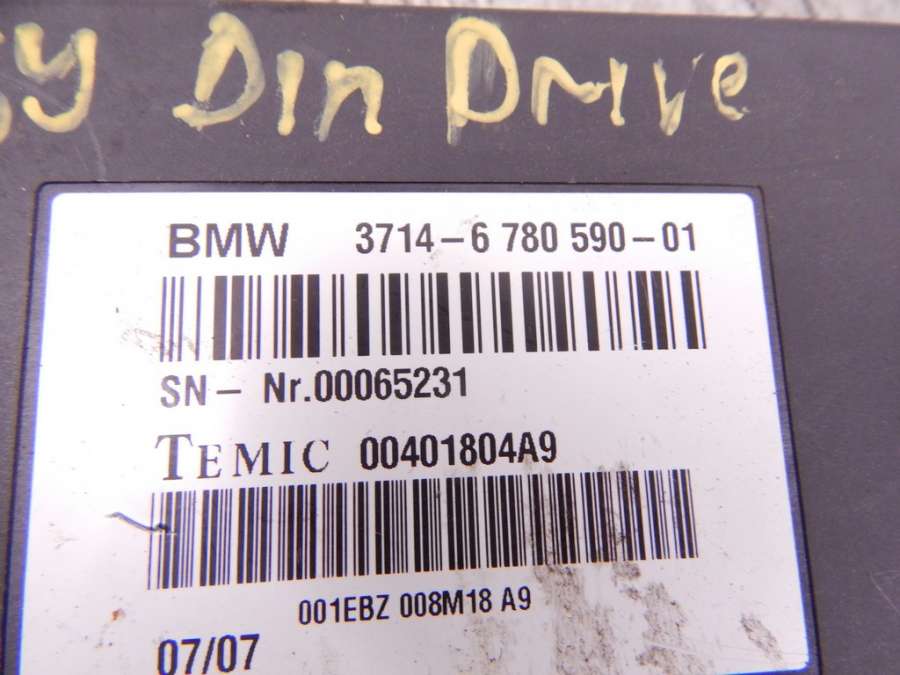 Din Drive
BMW 3714-6 780 590-01
SN- Nr.00065231
TEMIC 00401804A9
001EBZ 008M18 A9
07/07